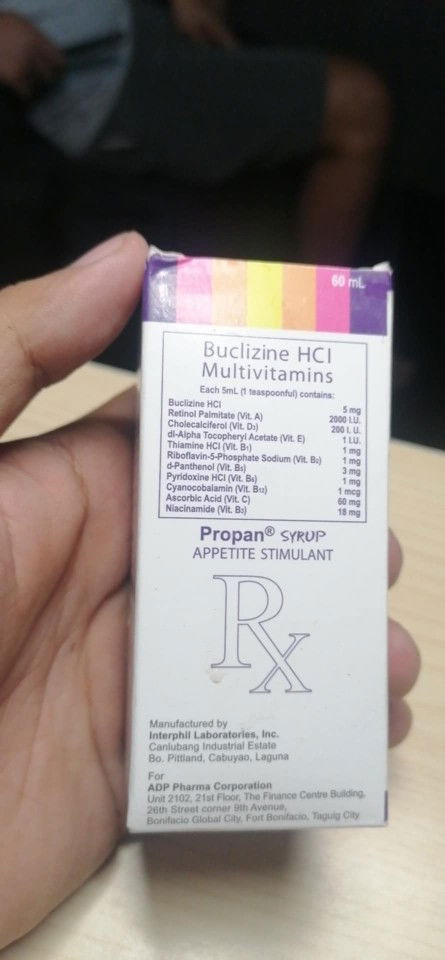 60 mL
Buclizine HCl
Multivitamins
Each 5mL (1 teaspoonful) contains:
Buclizine HCl 5 mg
Retinol Palmitate (Vit. A) 2000 I.U.
Cholecalciferol (Vit. D₃) 200 I. U.
dl-Alpha Tocopheryl Acetate (Vit. E) 1 I.U.
Thiamine HCl (Vit. B₁) 1 mg
Riboflavin-5-Phosphate Sodium (Vit. B₂) 1 mg
d-Panthenol (Vit. B₅) 3 mg
Pyridoxine HCl (Vit. B₆) 1 mg
Cyanocobalamin (Vit. B₁₂) 1 mcg
Ascorbic Acid (Vit. C) 60 mg
Niacinamide (Vit. B₃) 18 mg
Propan® SYRUP
APPETITE STIMULANT
Rx
Manufactured by
Interphil Laboratories, Inc.
Canlubang Industrial Estate
Bo. Pittland, Cabuyao, Laguna
For
ADP Pharma Corporation
Unit 2102, 21st Floor, The Finance Centre Building,
26th Street corner 9th Avenue,
Bonifacio Global City, Fort Bonifacio, Taguig City